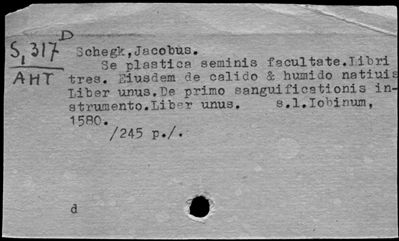 D
S,317
AHT
Schegk,Jacobus.
Se plastica seminis facultate.Libri
tres. Eiusdem de calido & humido natiuis
Liber unus.De primo sanguificationis in-
strumento.Liber unus. s.l.Iobinum,
1580.
/245 p./.
d